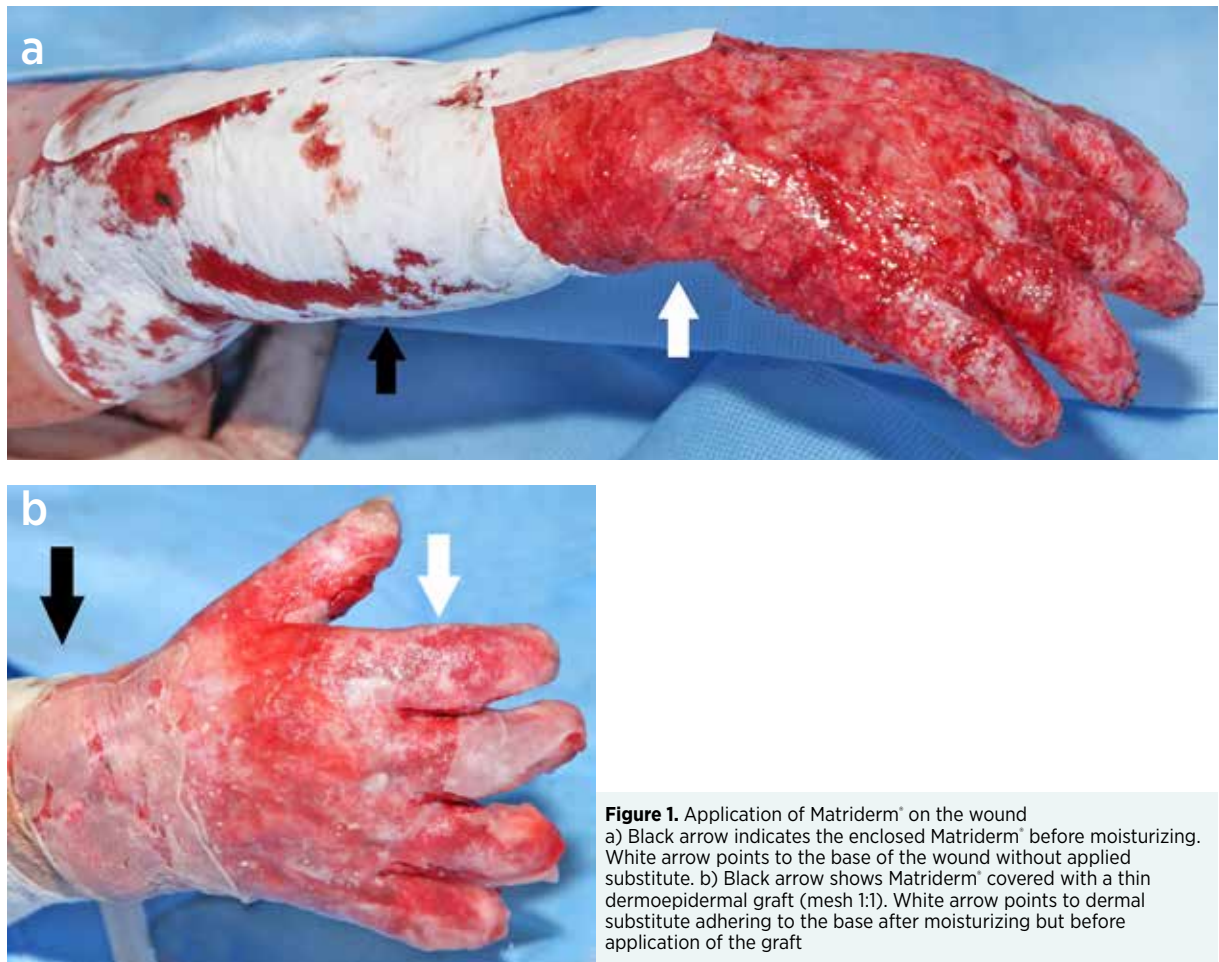 a
b
Figure 1. Application of Matriderm® on the wound
a) Black arrow indicates the enclosed Matriderm® before moisturizing.
White arrow points to the base of the wound without applied
substitute. b) Black arrow shows Matriderm® covered with a thin
dermoepidermal graft (mesh 1:1). White arrow points to dermal
substitute adhering to the base after moisturizing but before
application of the graft